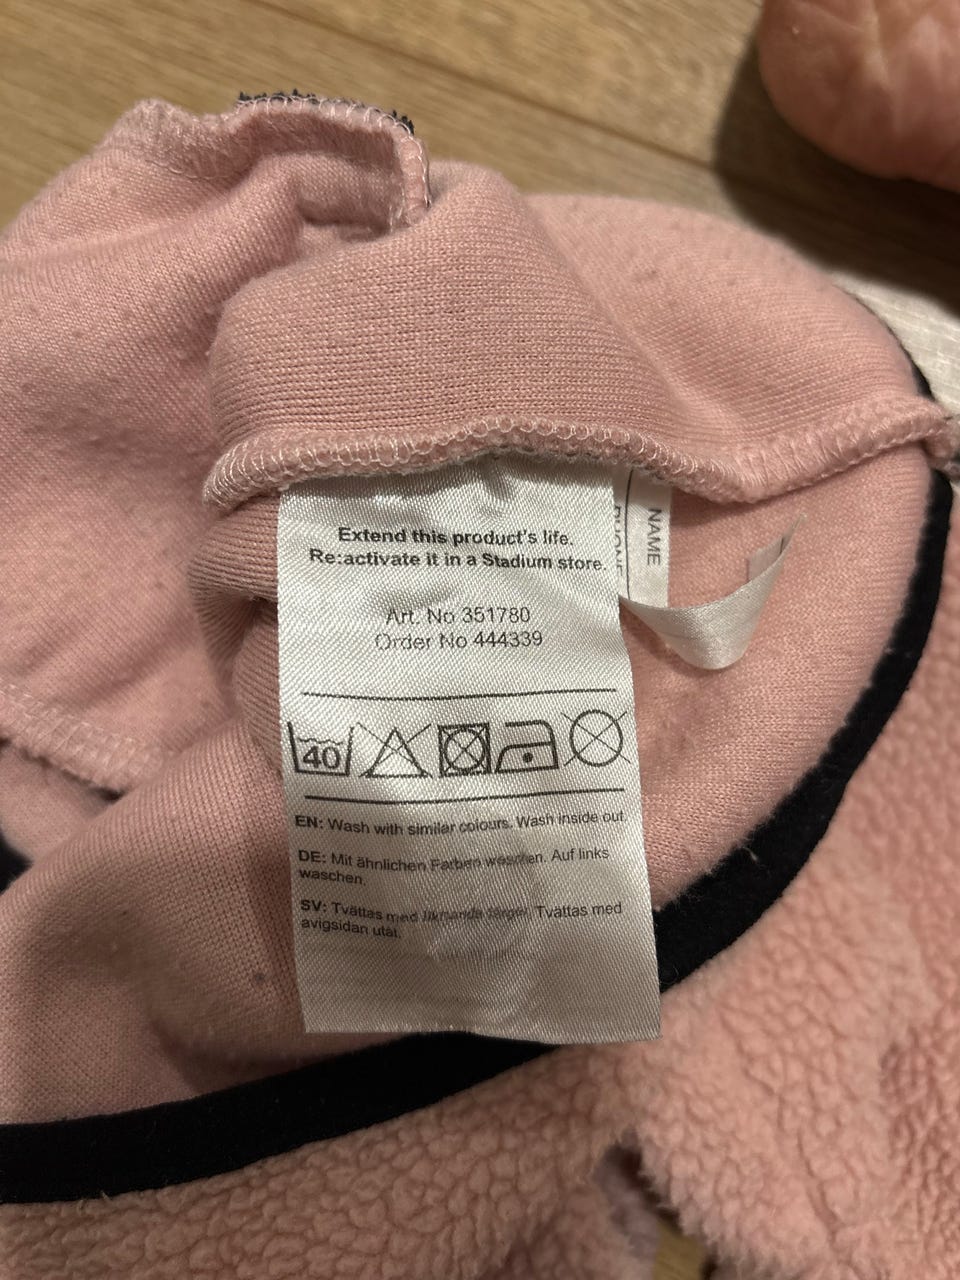 Extend this product's life.
Re:activate it in a Stadium store.
Art. No 351780
Order No 444339
40
EN: Wash with similar colours. Wash inside out.
DE: Mit ähnlichen Farben waschen. Auf links
waschen.
SV: Tvättas med liknande färger. Tvättas med
avigsidan utåt.
NAME
PHONE